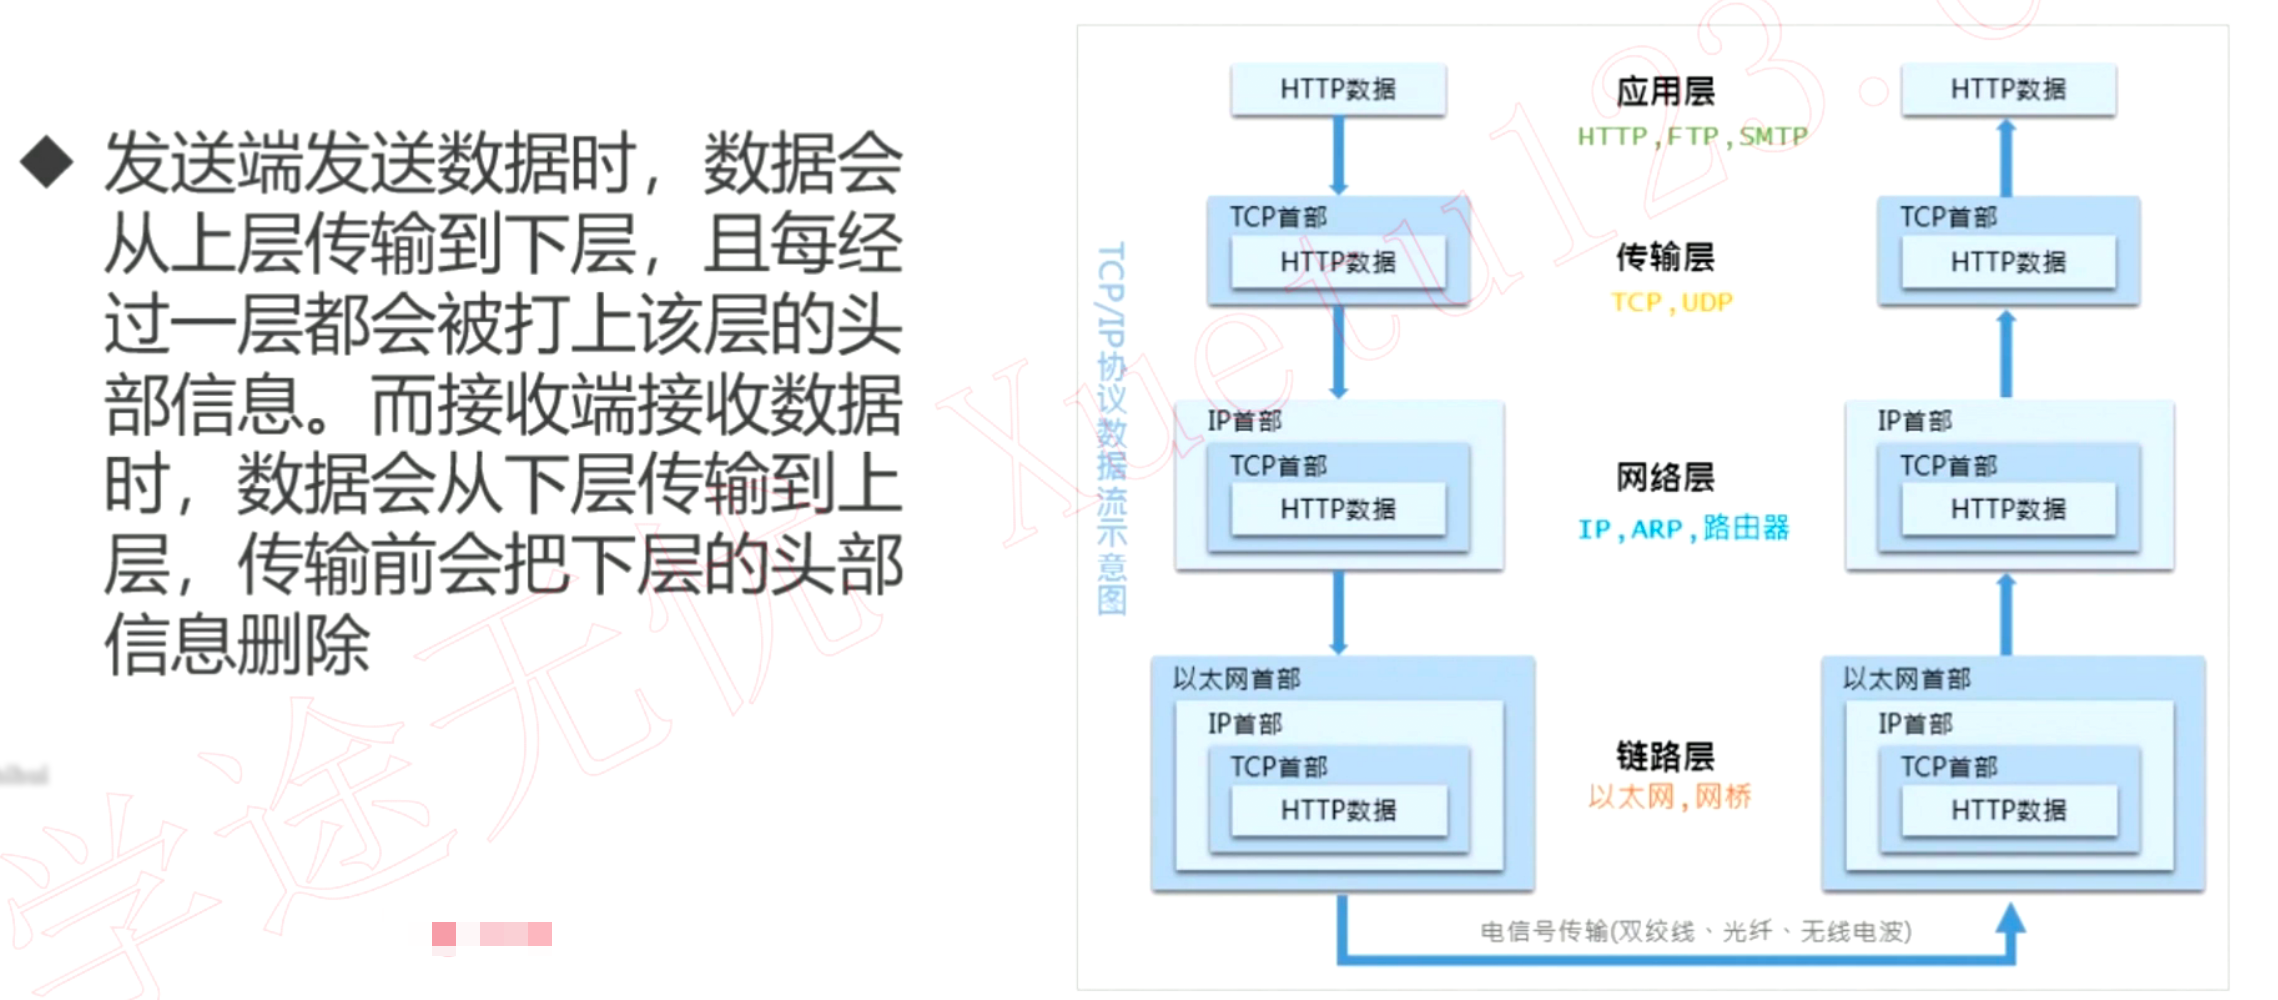 ◆ 发送端发送数据时，数据会
从上层传输到下层，且每经
过一层都会被打上该层的头
部信息。而接收端接收数据
时，数据会从下层传输到上
层，传输前会把下层的头部
信息删除
TCP/IP协议数据流示意图
HTTP数据
应用层
HTTP,FTP,SMTP
HTTP数据
TCP首部
HTTP数据
传输层
TCP,UDP
TCP首部
HTTP数据
IP首部
TCP首部
HTTP数据
网络层
IP,ARP,路由器
IP首部
TCP首部
HTTP数据
以太网首部
IP首部
TCP首部
HTTP数据
链路层
以太网,网桥
以太网首部
IP首部
TCP首部
HTTP数据
电信号传输(双绞线、光纤、无线电波)
学途无忧 Xuetu123.